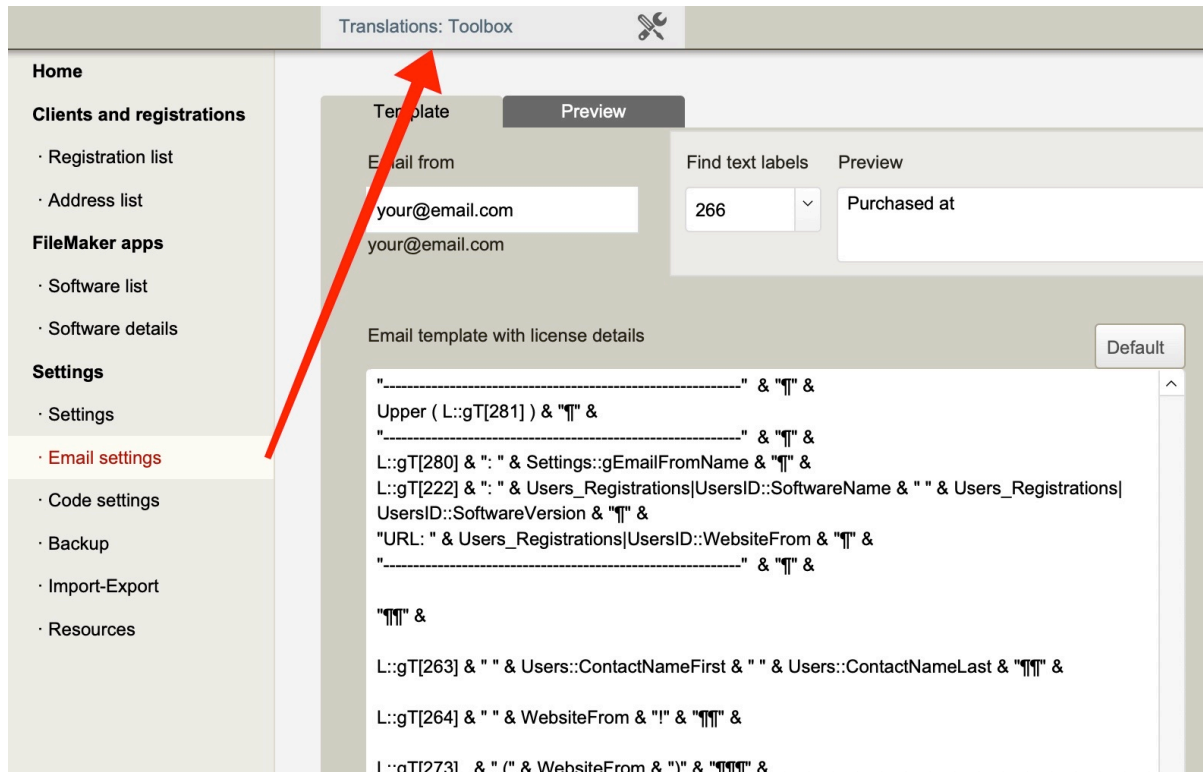 Translations: Toolbox
Home
Clients and registrations
· Registration list
· Address list
FileMaker apps
· Software list
· Software details
Settings
· Settings
· Email settings
· Code settings
· Backup
· Import-Export
· Resources
Template
Preview
Email from
your@email.com
your@email.com
Find text labels
266
Preview
Purchased at
Email template with license details
Default
"------------------------------------------------------------" & "¶" &
Upper ( L::gT[281] ) & "¶" &
"------------------------------------------------------------" & "¶" &
L::gT[280] & ": " & Settings::gEmailFromName & "¶" &
L::gT[222] & ": " & Users_Registrations|UsersID::SoftwareName & " " & Users_Registrations|
UsersID::SoftwareVersion & "¶" &
"URL: " & Users_Registrations|UsersID::WebsiteFrom & "¶" &
"------------------------------------------------------------" & "¶" &
"¶¶" &
L::gT[263] & " " & Users::ContactNameFirst & " " & Users::ContactNameLast & "¶¶" &
L::gT[264] & " " & WebsiteFrom & "!" & "¶¶" &
L::gT[273] & " (" & WebsiteFrom & ")" & "¶¶¶" &